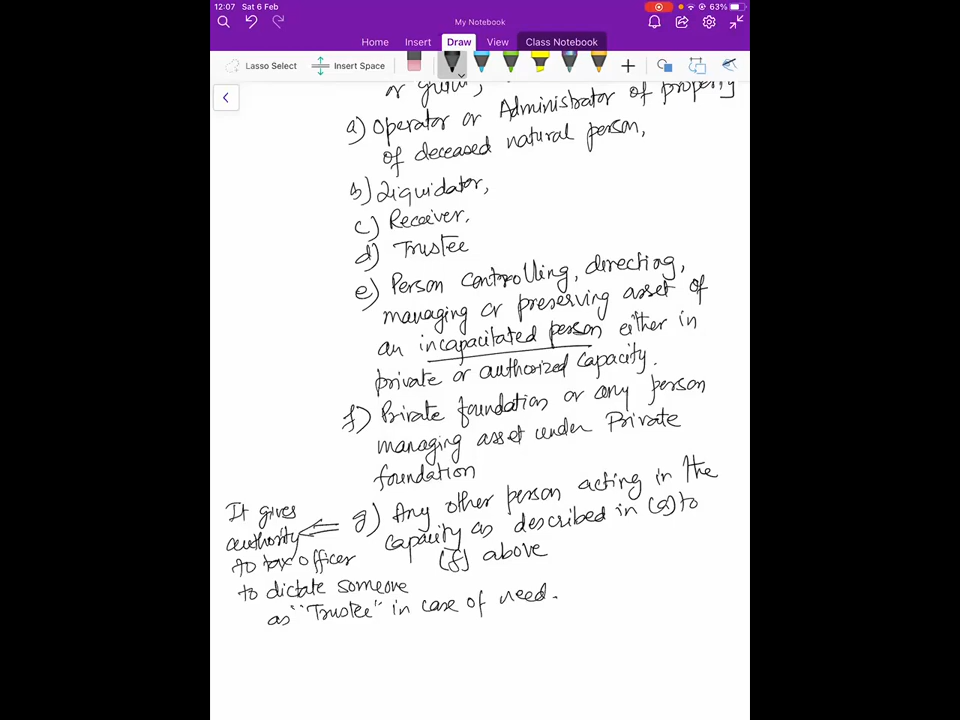 12:07 Sat 6 Feb
63%
My Notebook
Home Insert Draw View Class Notebook
Lasso Select Insert Space
or
a) Operator or Administrator of property
of deceased natural person,
b) Liquidator,
c) Receiver,
d) Trustee
e) Person controlling, directing,
managing or preserving asset of
an incapacitated person either in
private or authorized capacity.
f) Private foundation or any person
managing asset under Private
foundation
g) Any other person acting in the
capacity as described in (a) to
(f) above
It gives
authority
to tax officer
to dictate someone
as "Trustee" in case of need.